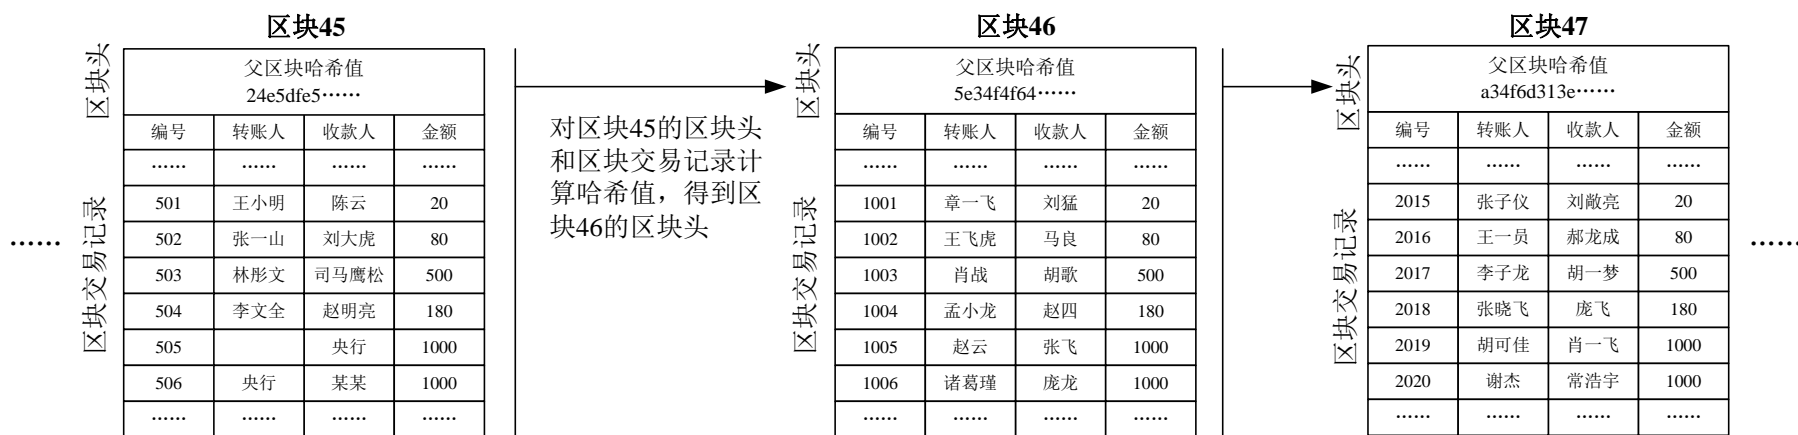 区块45
区块头
父区块哈希值
24e5dfe5……
编号 转账人 收款人 金额
…… …… …… ……
区块交易记录
501 王小明 陈云 20
502 张一山 刘大虎 80
503 林彤文 司马鹰松 500
504 李文全 赵明亮 180
505 央行 1000
506 央行 某某 1000
…… …… …… ……
……
对区块45的区块头
和区块交易记录计
算哈希值，得到区
块46的区块头
区块46
区块头
父区块哈希值
5e34f4f64……
编号 转账人 收款人 金额
…… …… …… ……
区块交易记录
1001 章一飞 刘猛 20
1002 王飞虎 马良 80
1003 肖战 胡歌 500
1004 孟小龙 赵四 180
1005 赵云 张飞 1000
1006 诸葛瑾 庞龙 1000
…… …… …… ……
区块47
区块头
父区块哈希值
a34f6d313e……
编号 转账人 收款人 金额
…… …… …… ……
区块交易记录
2015 张子仪 刘敞亮 20
2016 王一员 郝龙成 80
2017 李子龙 胡一梦 500
2018 张晓飞 庞飞 180
2019 胡可佳 肖一飞 1000
2020 谢杰 常浩宇 1000
…… …… …… ……
……